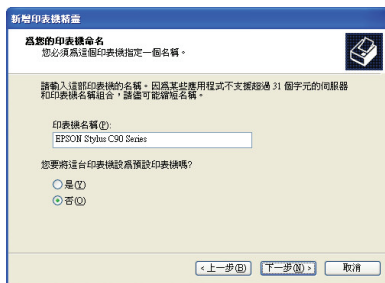 新增印表機精靈
為您的印表機命名
您必須為這個印表機指定一個名稱。
請輸入這部印表機的名稱。因為某些應用程式不支援超過 31 個字元的伺服器
和印表機名稱組合，請儘可能縮短名稱。
印表機名稱(P):
EPSON Stylus C90 Series
您要將這台印表機設為預設印表機嗎?
是(Y)
否(O)
<上一步(B)
下一步(N)>
取消